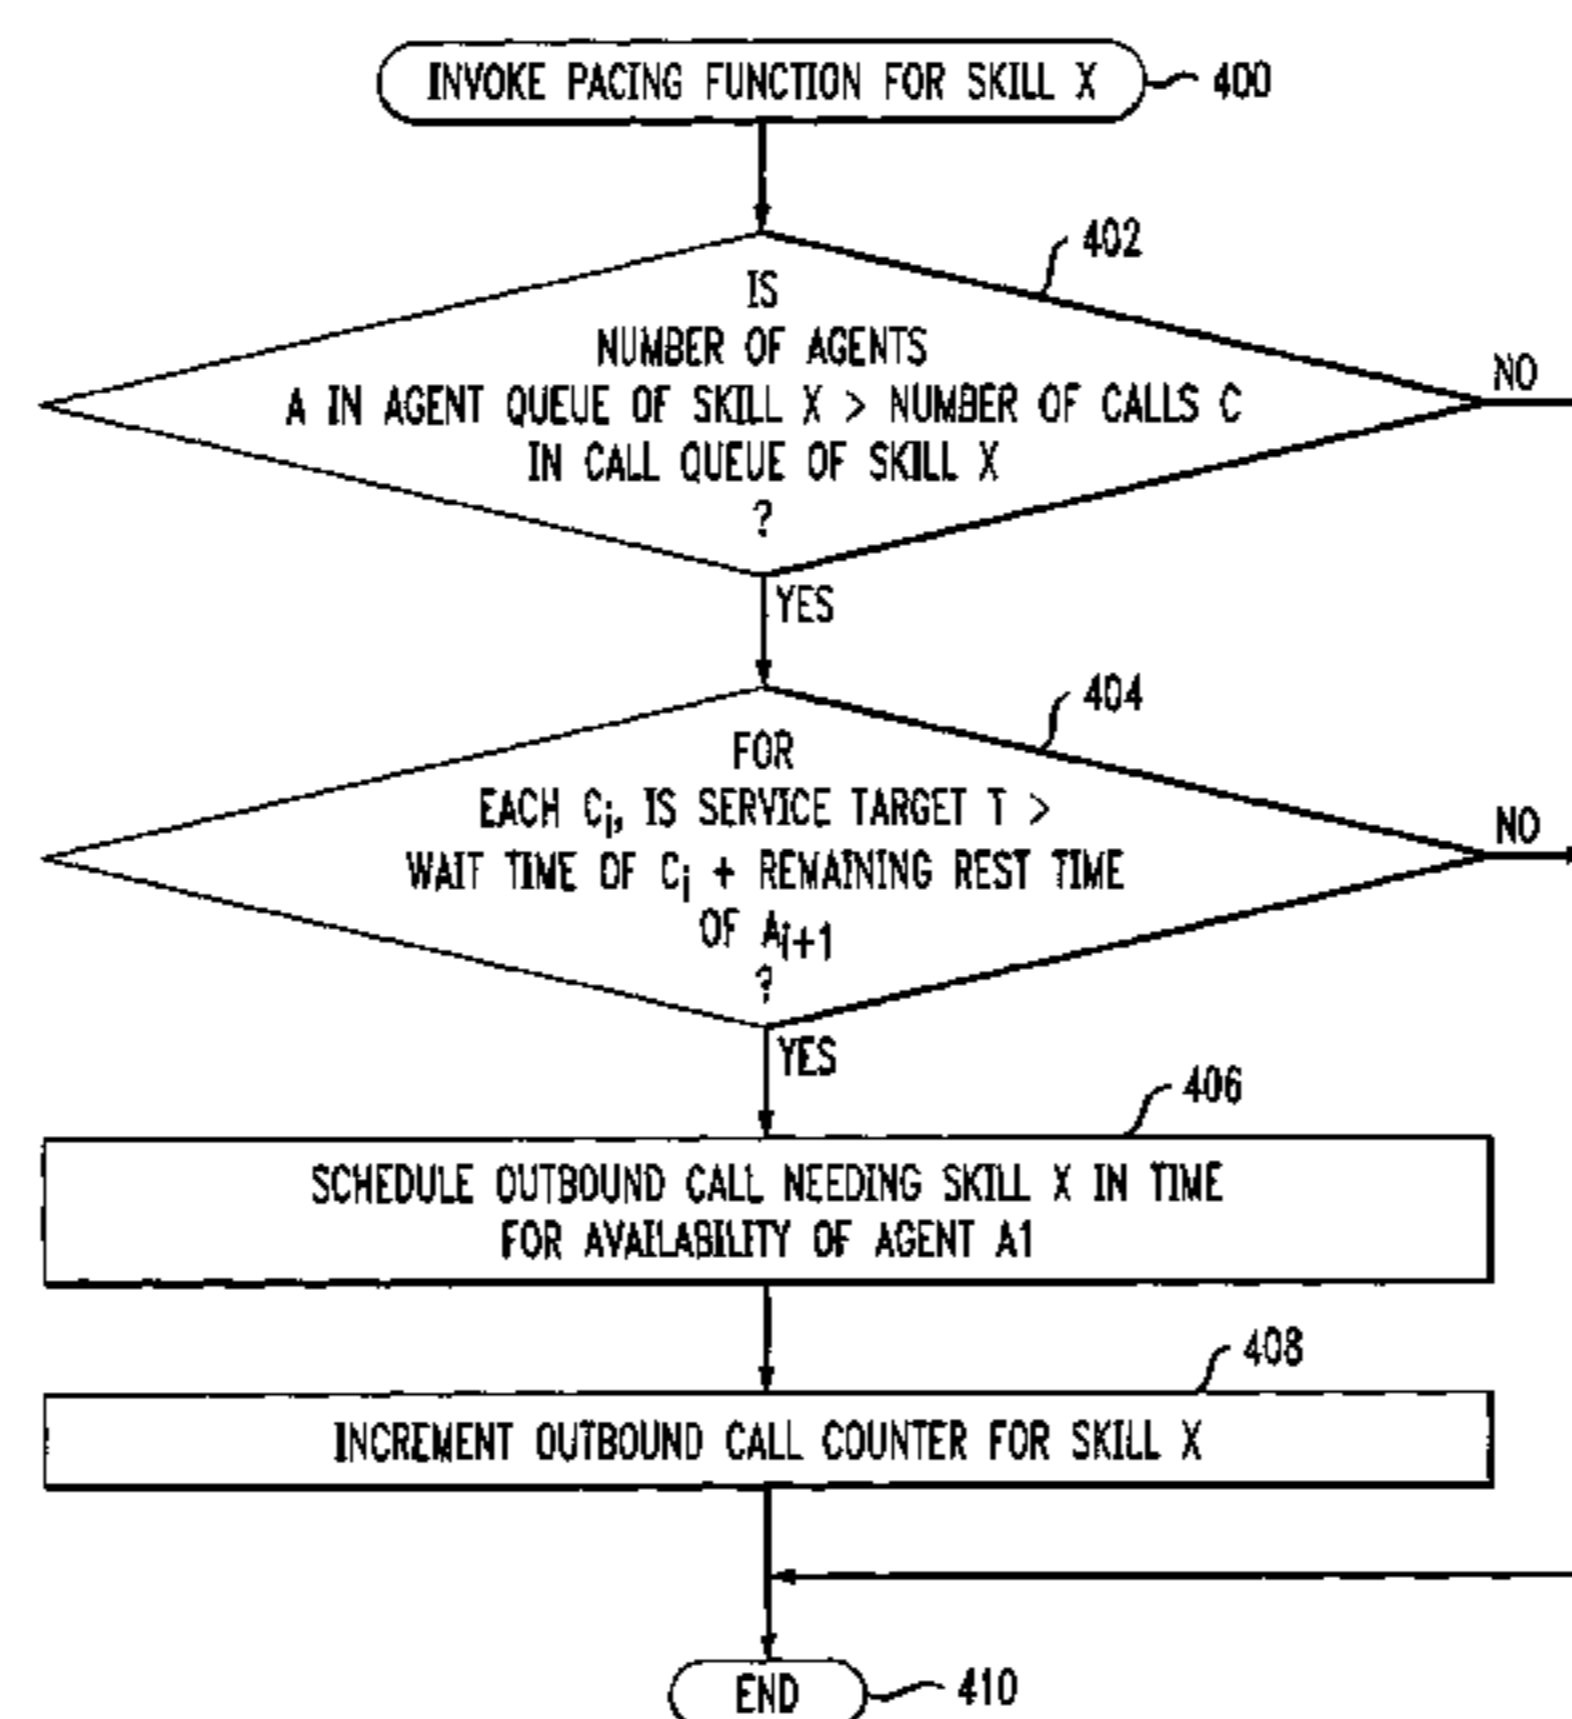 INVOKE PACING FUNCTION FOR SKILL X
400
402
IS
NUMBER OF AGENTS
A IN AGENT QUEUE OF SKILL X > NUMBER OF CALLS C
IN CALL QUEUE OF SKILL X
?
NO
YES
404
FOR
EACH Ci, IS SERVICE TARGET T >
WAIT TIME OF Ci + REMAINING REST TIME
OF Ai+1
?
NO
YES
406
SCHEDULE OUTBOUND CALL NEEDING SKILL X IN TIME
FOR AVAILABILITY OF AGENT A1
408
INCREMENT OUTBOUND CALL COUNTER FOR SKILL X
END
410